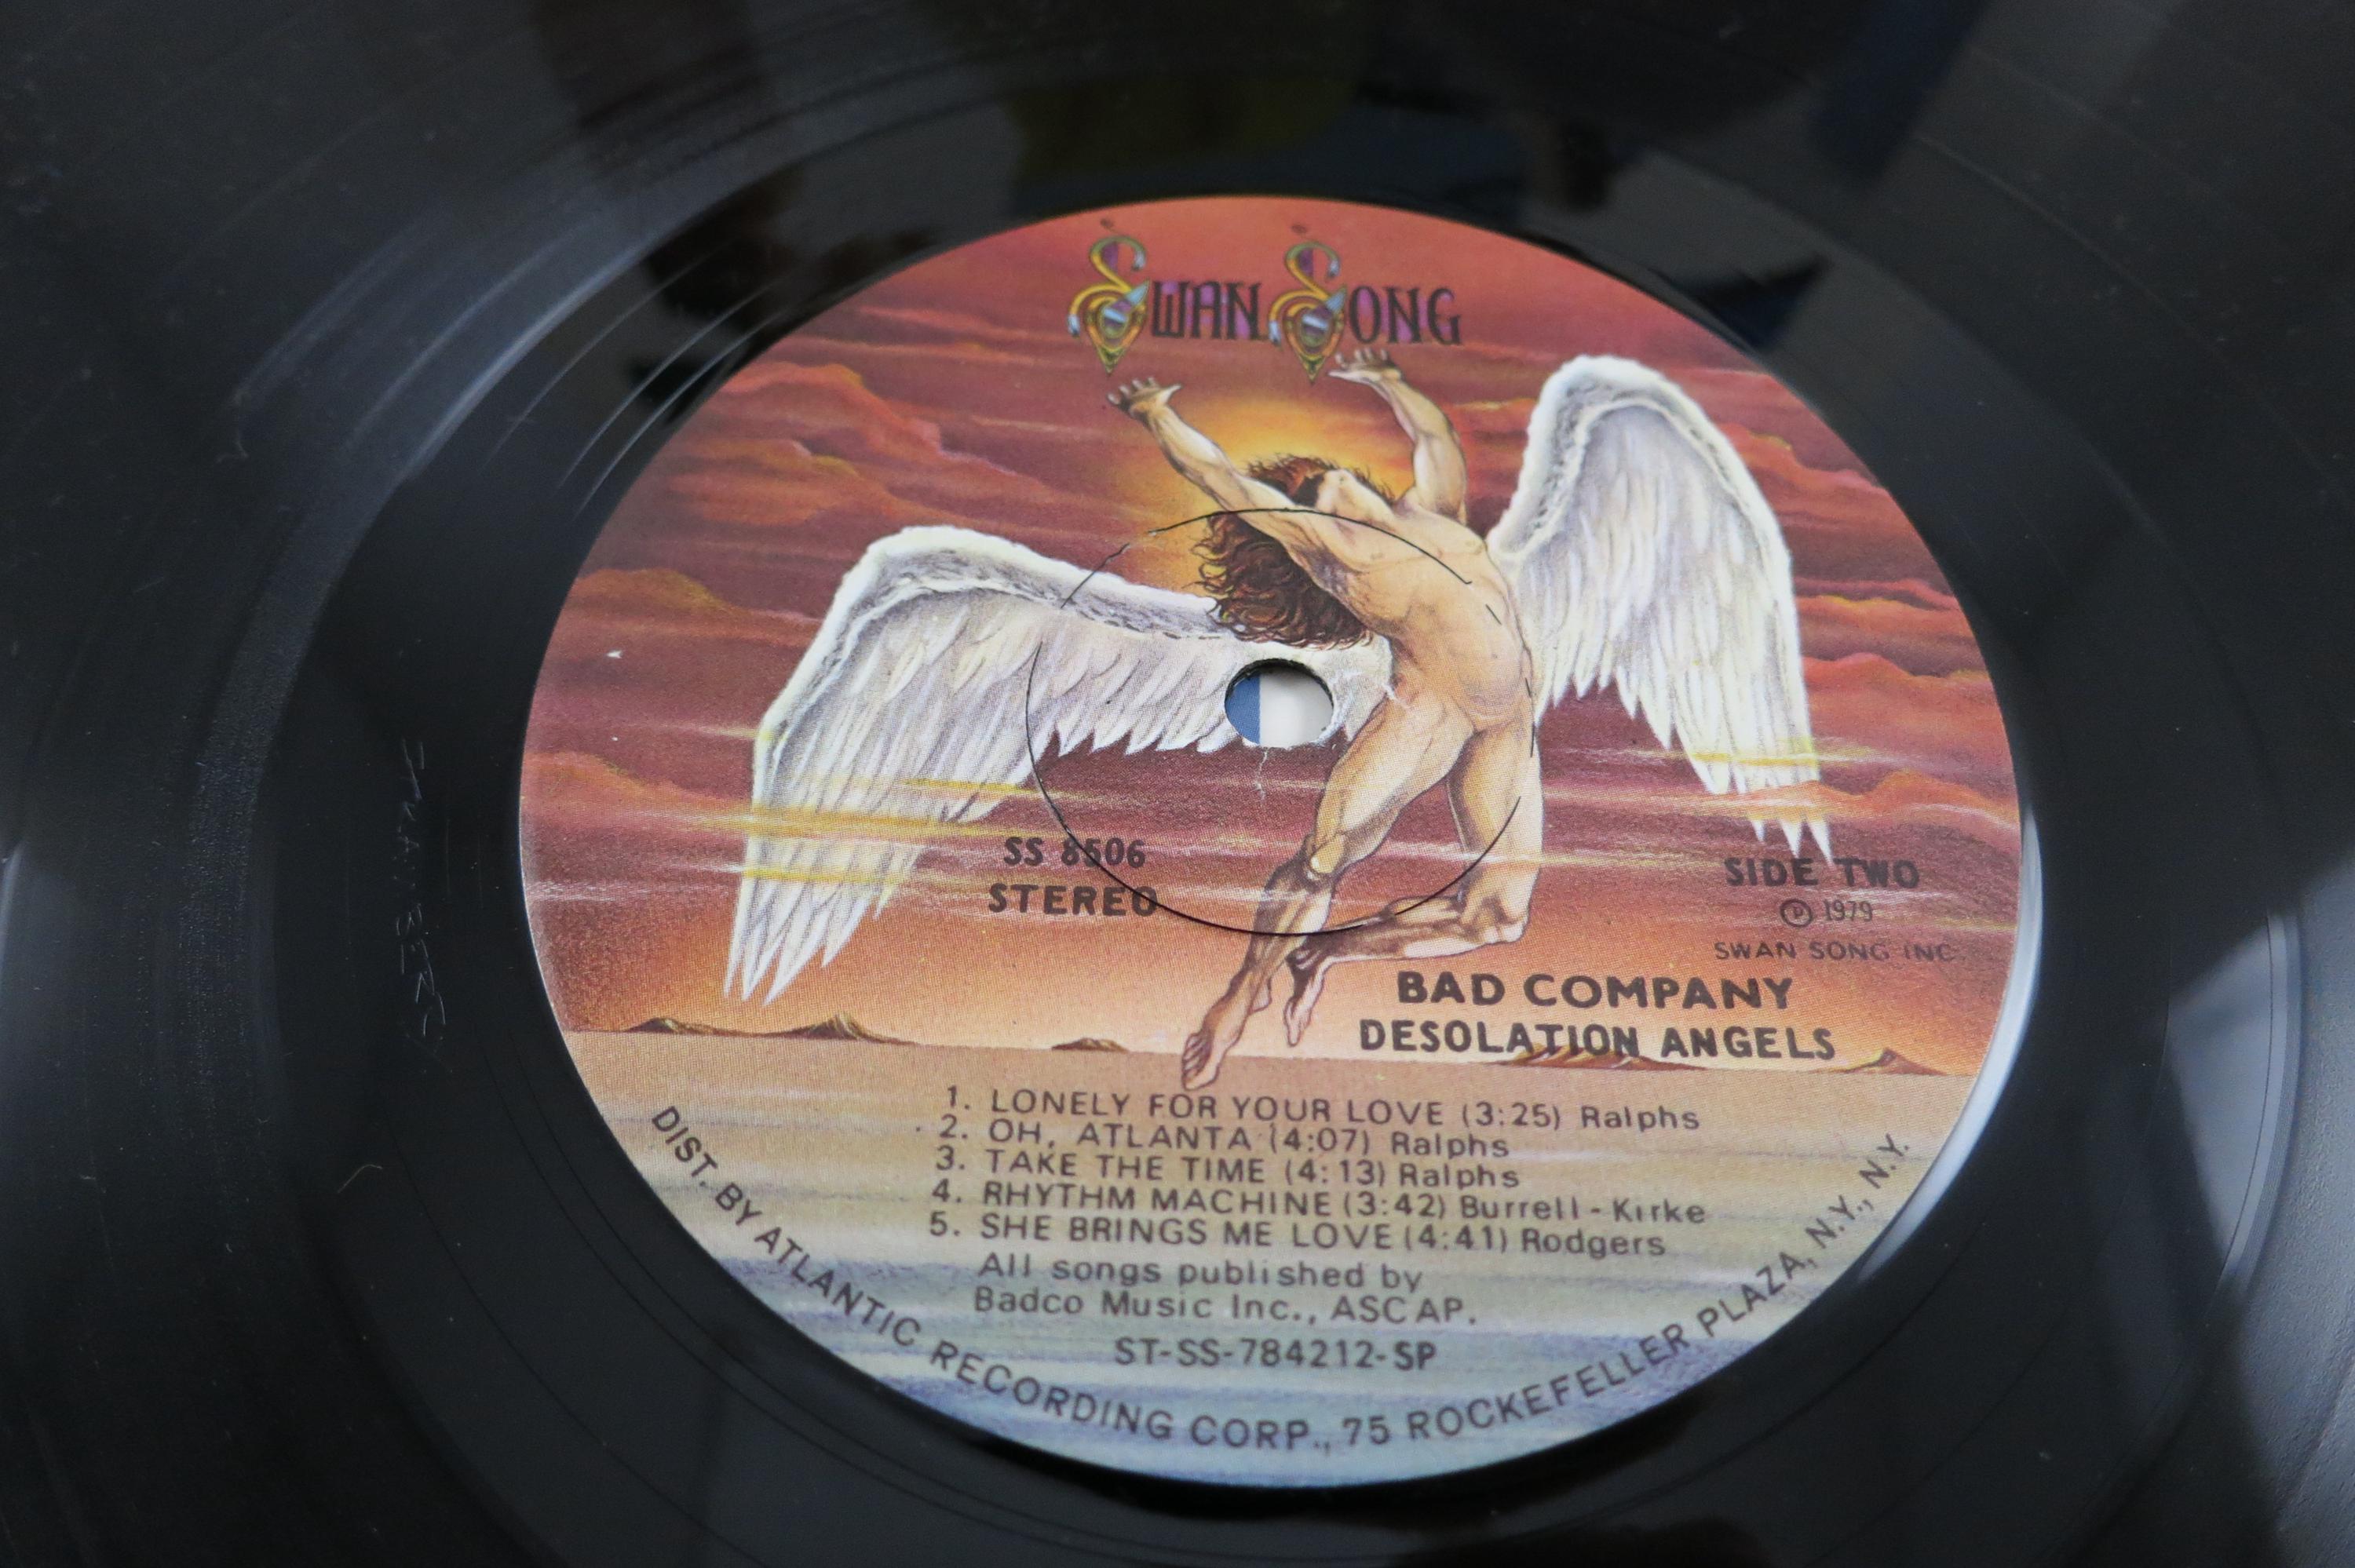 SWAN SONG
SS 8506
STEREO
SIDE TWO
Ⓟ 1979
SWAN SONG INC.
BAD COMPANY
DESOLATION ANGELS
1. LONELY FOR YOUR LOVE (3:25) Ralphs
2. OH, ATLANTA (4:07) Ralphs
3. TAKE THE TIME (4:13) Ralphs
4. RHYTHM MACHINE (3:42) Burrell-Kirke
5. SHE BRINGS ME LOVE (4:41) Rodgers
All songs published by
Badco Music Inc., ASCAP.
ST-SS-784212-SP
DIST. BY ATLANTIC RECORDING CORP., 75 ROCKEFELLER PLAZA, N.Y., N.Y.